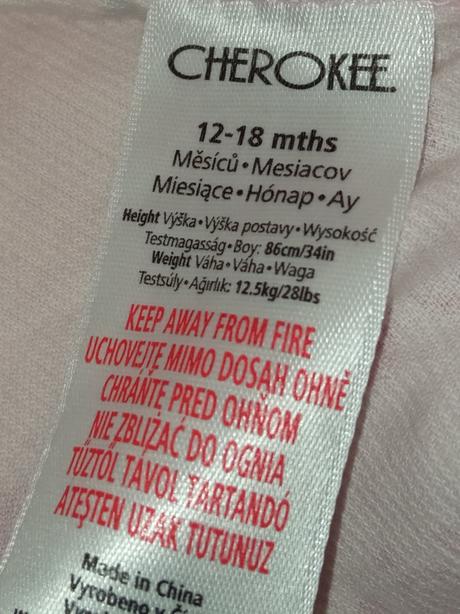 CHEROKEE.
12-18 mths
Měsíců • Mesiacov
Miesiące • Hónap • Ay
Height Výška • Výška postavy • Wysokość
Testmagasság • Boy: 86cm/34in
Weight Váha • Váha • Waga
Testsúly • Ağırlık: 12.5kg/28lbs
KEEP AWAY FROM FIRE
UCHOVEJTE MIMO DOSAH OHNĚ
CHRÁŇTE PRED OHŇOM
NIE ZBLIŻAĆ DO OGNIA
TŰZTŐL TÁVOL TARTANDÓ
ATEŞTEN UZAK TUTUNUZ
Made in China
Vyrobeno v